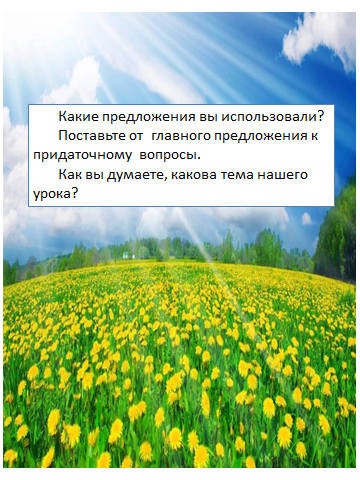 Какие предложения вы использовали?
Поставьте от главного предложения к
придаточному вопросы.
Как вы думаете, какова тема нашего
урока?